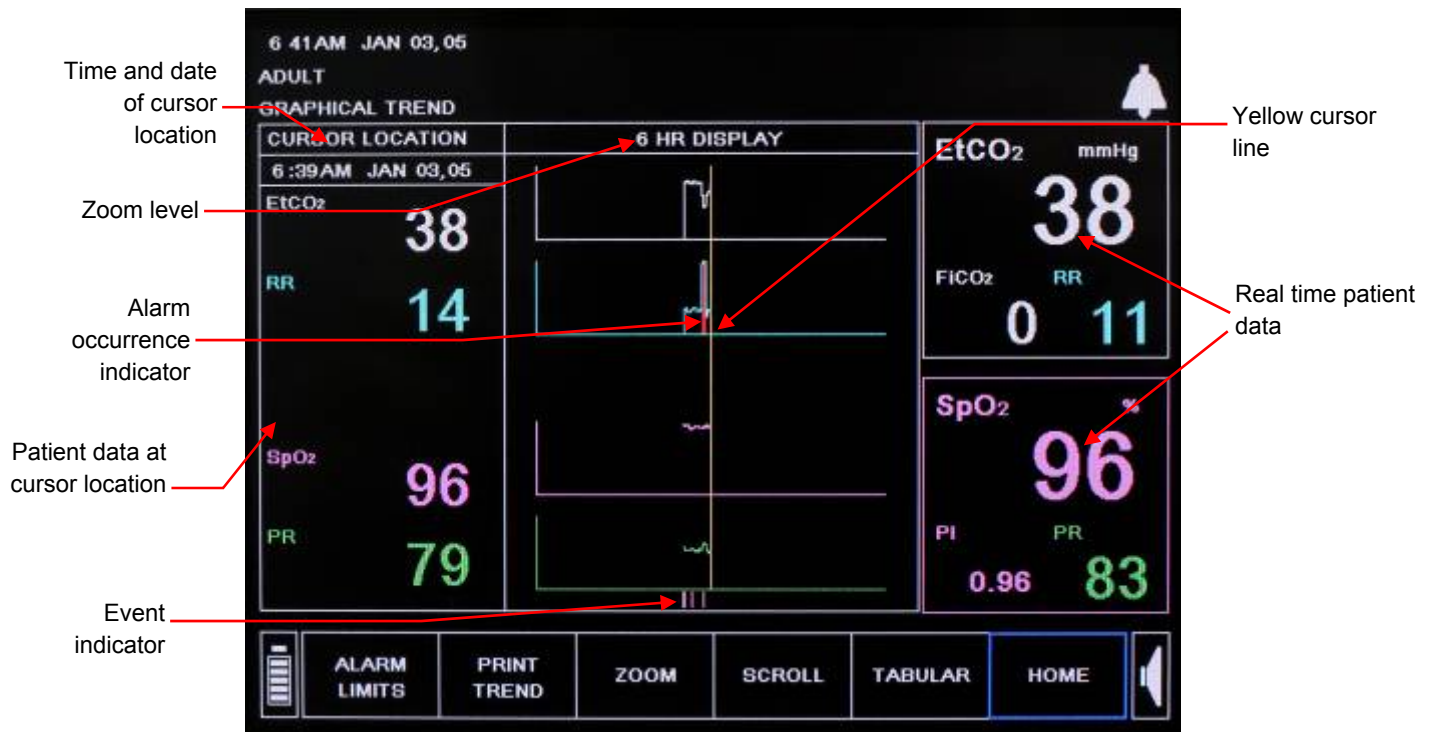 6 41AM JAN 03,05
ADULT
GRAPHICAL TREND
CURSOR LOCATION
6:39AM JAN 03,05
EtCO2
38
RR
14
SpO2
96
PR
79
6 HR DISPLAY
EtCO2 mmHg
38
FiCO2 RR
0 11
SpO2 %
96
PI PR
0.96 83
ALARM
LIMITS
PRINT
TREND
ZOOM
SCROLL
TABULAR
HOME
Time and date
of cursor
location
Zoom level
Alarm
occurrence
indicator
Patient data at
cursor location
Event
indicator
Yellow cursor
line
Real time patient
data